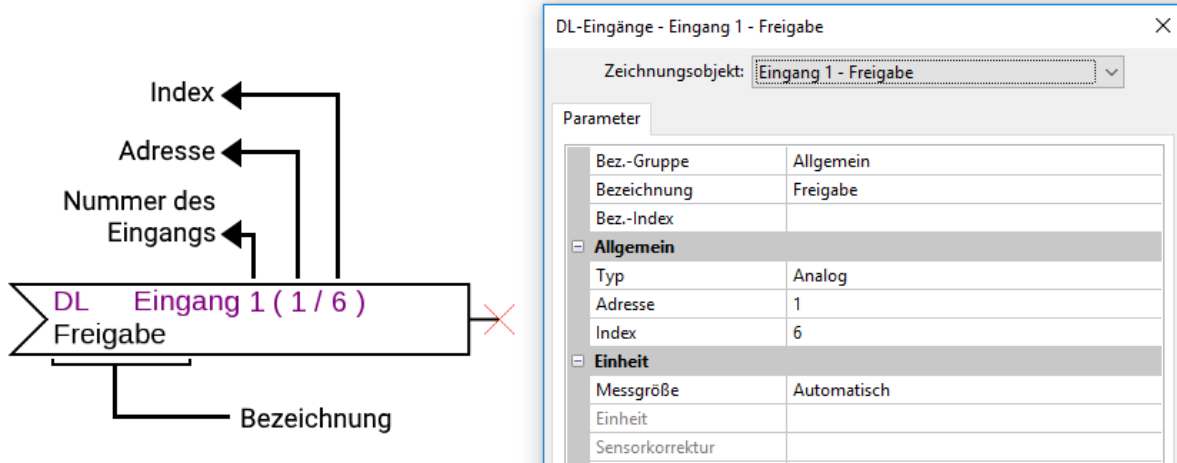 Index
Adresse
Nummer des
Eingangs
DL Eingang 1 ( 1 / 6 )
Freigabe
Bezeichnung
DL-Eingänge - Eingang 1 - Freigabe
Zeichnungsobjekt: Eingang 1 - Freigabe
Parameter
Bez.-Gruppe Allgemein
Bezeichnung Freigabe
Bez.-Index
Allgemein
Typ Analog
Adresse 1
Index 6
Einheit
Messgröße Automatisch
Einheit
Sensorkorrektur